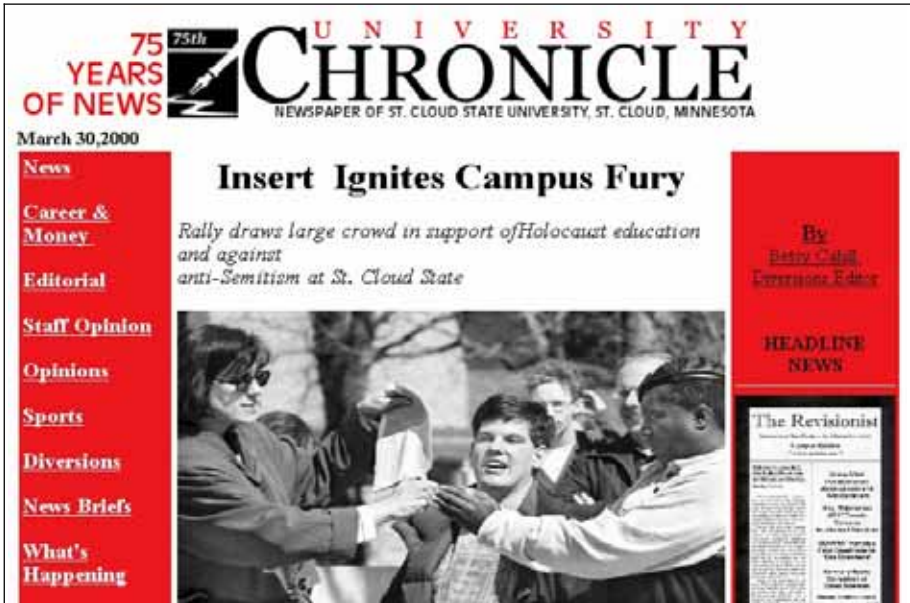 UNIVERSITY
CHRONICLE
NEWSPAPER OF ST. CLOUD STATE UNIVERSITY, ST. CLOUD, MINNESOTA
75
YEARS
OF NEWS
75th
March 30,2000
News
Career &
Money
Editorial
Staff Opinion
Opinions
Sports
Diversions
News Briefs
What's
Happening
Insert Ignites Campus Fury
Rally draws large crowd in support ofHolocaust education
and against
anti-Semitism at St. Cloud State
By
Betsy Cahill,
Diversions Editor
HEADLINE
NEWS
The Revisionist